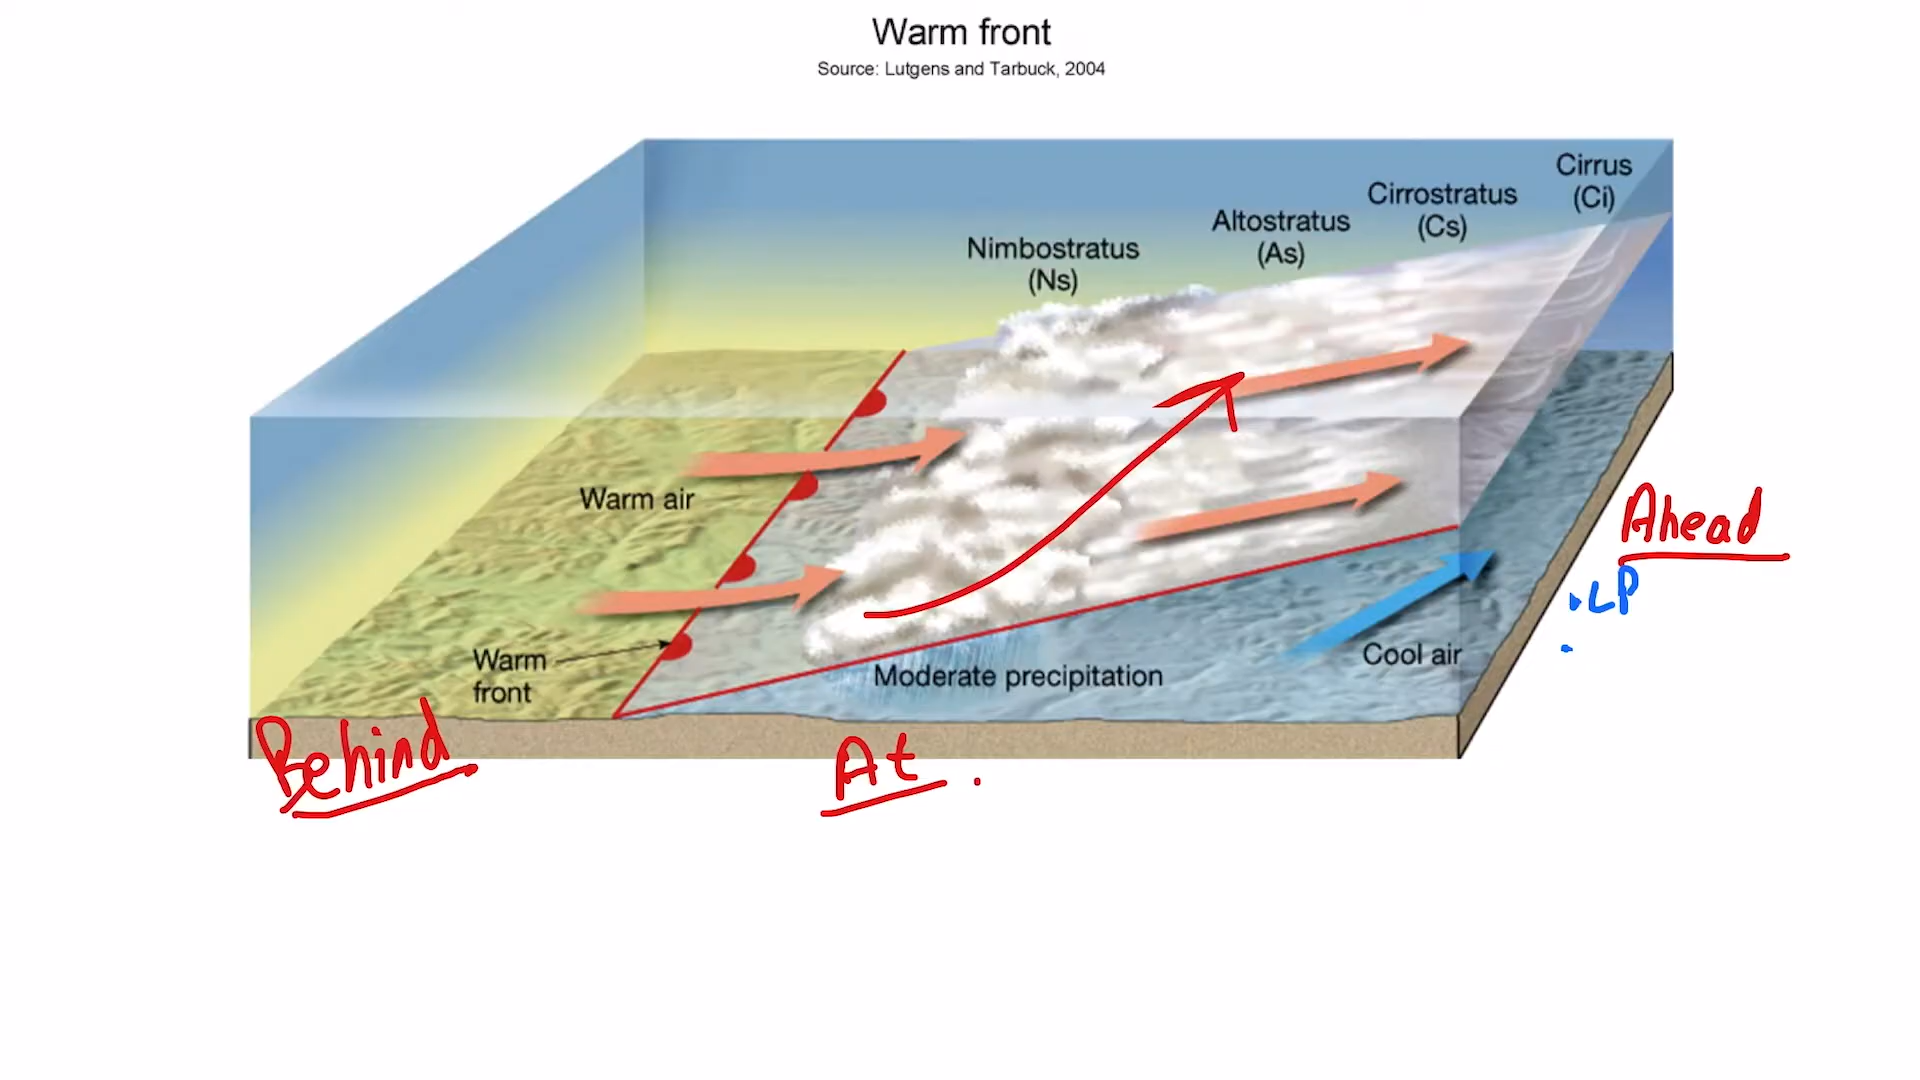 Warm front
Source: Lutgens and Tarbuck, 2004
Cirrus
(Ci)
Cirrostratus
(Cs)
Altostratus
(As)
Nimbostratus
(Ns)
Warm air
Warm
front
Moderate precipitation
Cool air
Ahead
.LP
.
Behind
At .